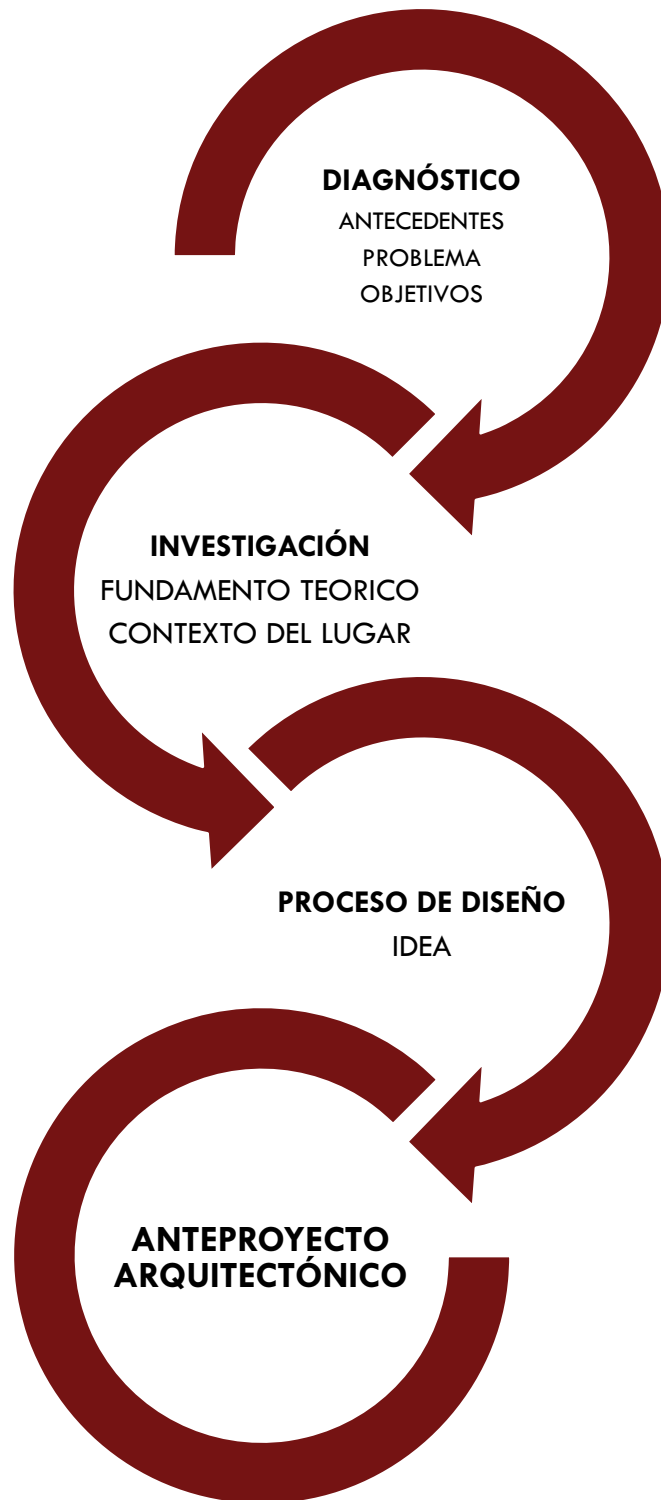 DIAGNÓSTICO
ANTECEDENTES
PROBLEMA
OBJETIVOS
INVESTIGACIÓN
FUNDAMENTO TEORICO
CONTEXTO DEL LUGAR
PROCESO DE DISEÑO
IDEA
ANTEPROYECTO
ARQUITECTÓNICO